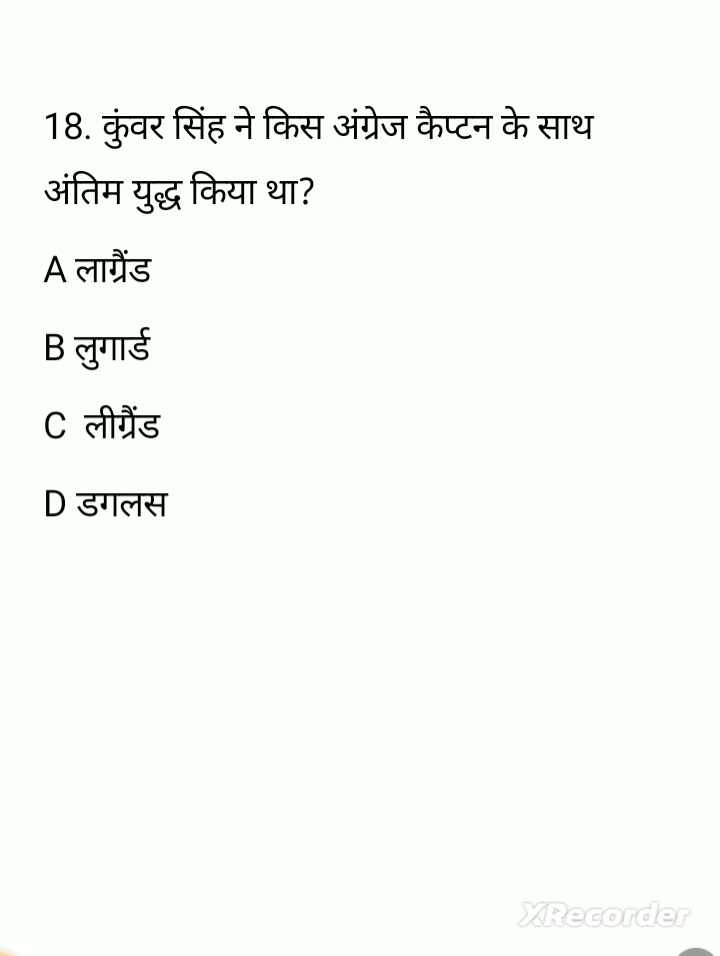 18. कुंवर सिंह ने किस अंग्रेज कैप्टन के साथ
अंतिम युद्ध किया था?
A लाग्रैंड
B लुगार्ड
C लीग्रैंड
D डगलस
XRecorder